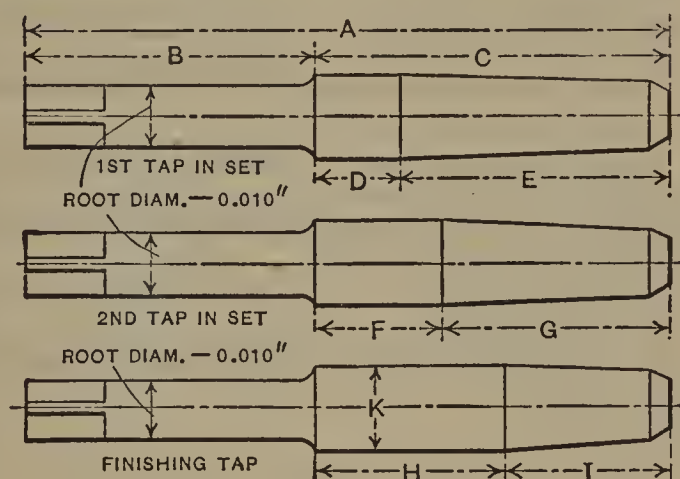 A
B C
1ST TAP IN SET
D E
ROOT DIAM.—0.010"
2ND TAP IN SET
F G
ROOT DIAM.—0.010"
K
FINISHING TAP
H I